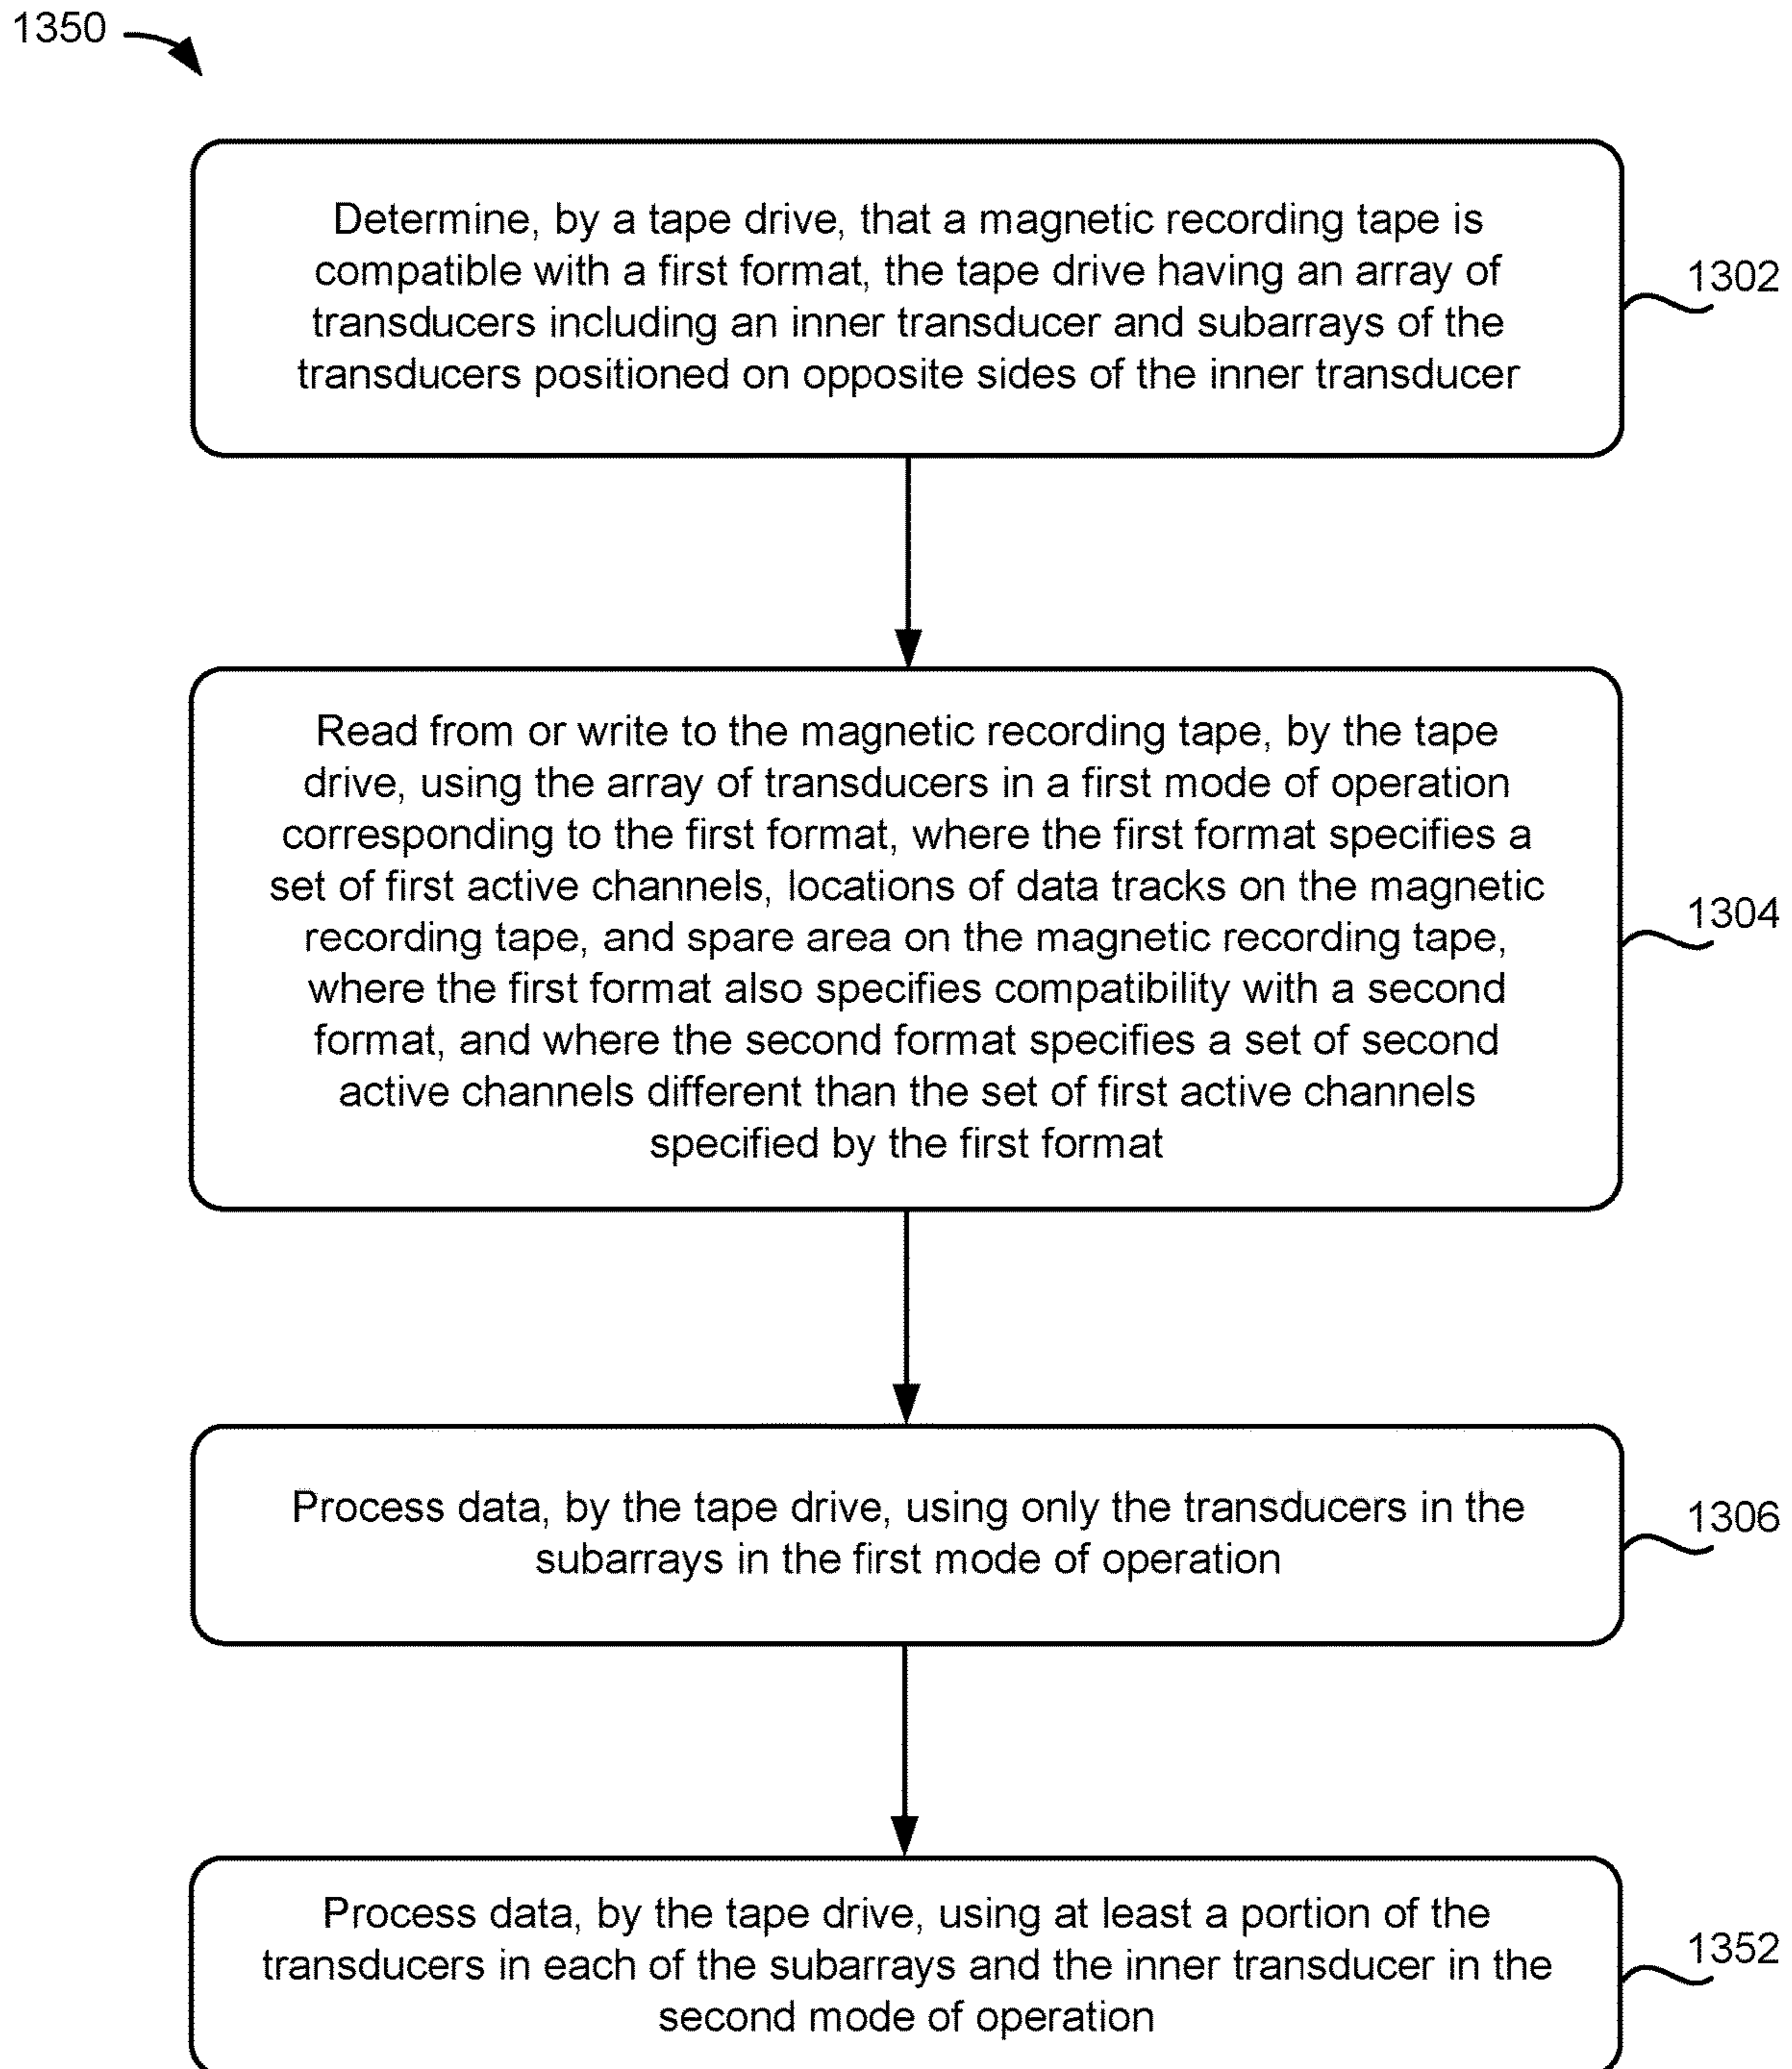 1350
Determine, by a tape drive, that a magnetic recording tape is
compatible with a first format, the tape drive having an array of
transducers including an inner transducer and subarrays of the
transducers positioned on opposite sides of the inner transducer
1302
Read from or write to the magnetic recording tape, by the tape
drive, using the array of transducers in a first mode of operation
corresponding to the first format, where the first format specifies a
set of first active channels, locations of data tracks on the magnetic
recording tape, and spare area on the magnetic recording tape,
where the first format also specifies compatibility with a second
format, and where the second format specifies a set of second
active channels different than the set of first active channels
specified by the first format
1304
Process data, by the tape drive, using only the transducers in the
subarrays in the first mode of operation
1306
Process data, by the tape drive, using at least a portion of the
transducers in each of the subarrays and the inner transducer in the
second mode of operation
1352